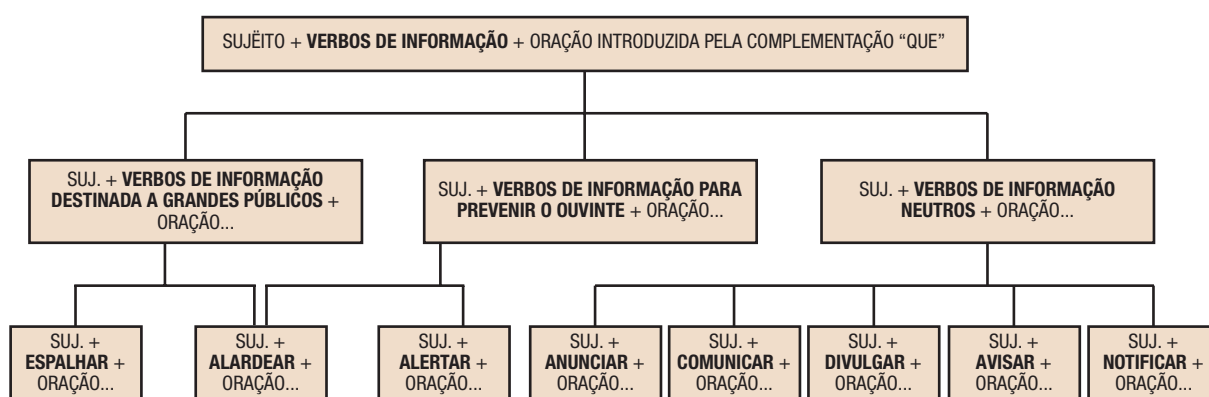 SUJËITO + VERBOS DE INFORMAÇÃO + ORAÇÃO INTRODUZIDA PELA COMPLEMENTAÇÃO “QUE”
SUJ. + VERBOS DE INFORMAÇÃO
DESTINADA A GRANDES PÚBLICOS +
ORAÇÃO...
SUJ. + VERBOS DE INFORMAÇÃO PARA
PREVENIR O OUVINTE + ORAÇÃO...
SUJ. + VERBOS DE INFORMAÇÃO
NEUTROS + ORAÇÃO...
SUJ. +
ESPALHAR +
ORAÇÃO...
SUJ. +
ALARDEAR +
ORAÇÃO...
SUJ. +
ALERTAR +
ORAÇÃO...
SUJ. +
ANUNCIAR +
ORAÇÃO...
SUJ. +
COMUNICAR +
ORAÇÃO...
SUJ. +
DIVULGAR +
ORAÇÃO...
SUJ. +
AVISAR +
ORAÇÃO...
SUJ. +
NOTIFICAR +
ORAÇÃO...